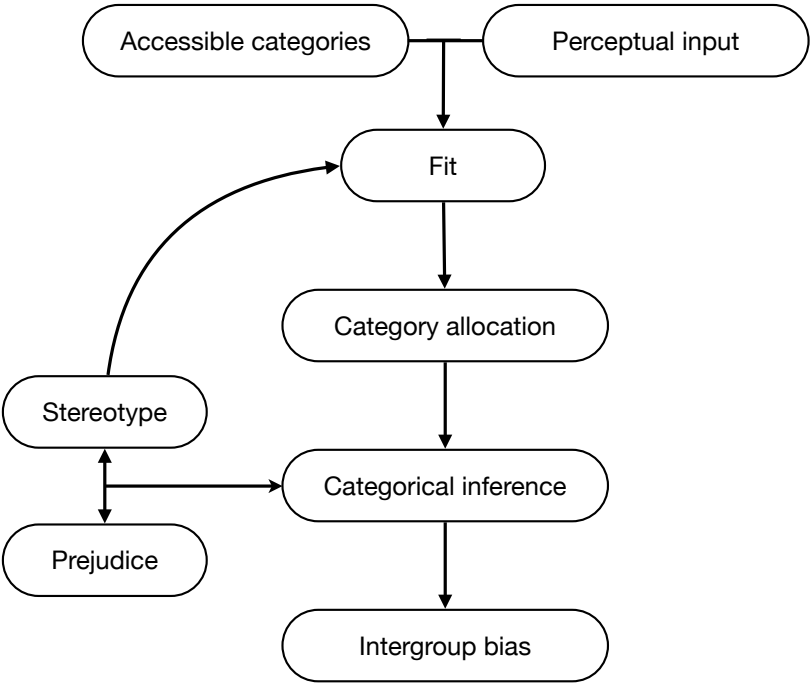 Accessible categories
Perceptual input
Fit
Category allocation
Stereotype
Categorical inference
Prejudice
Intergroup bias